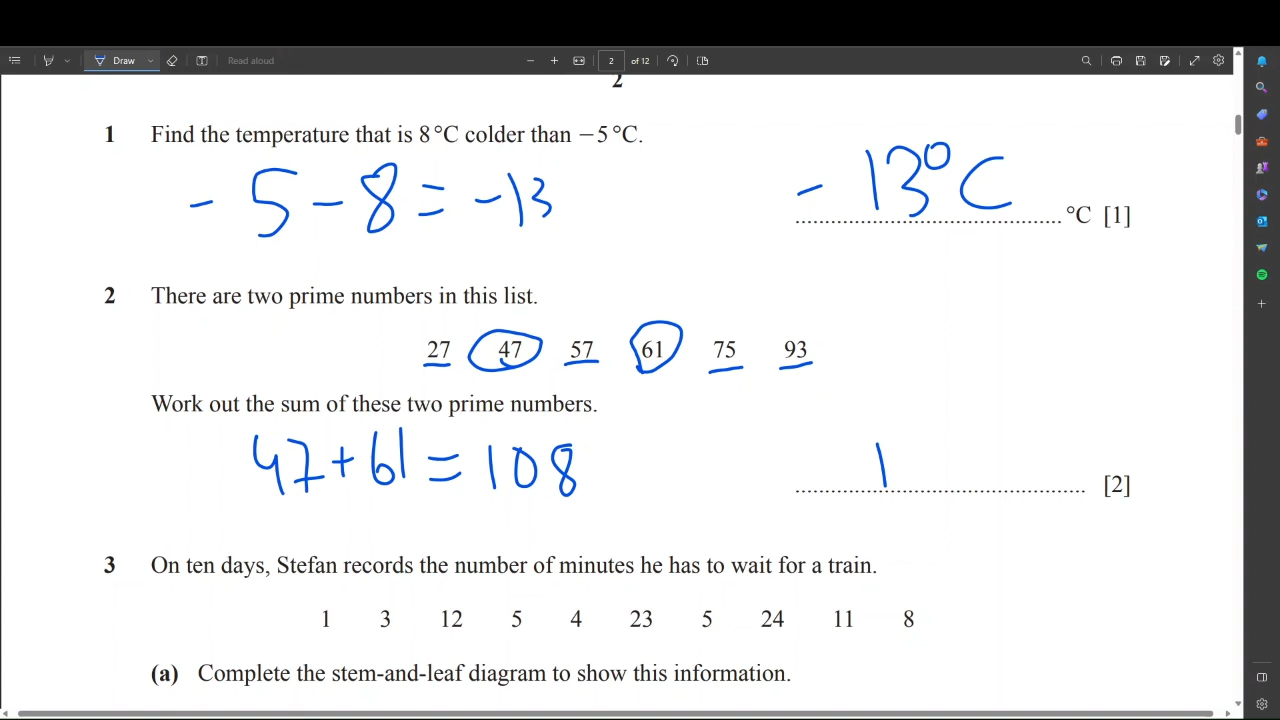 Draw
Read aloud
2
of 12
2
1 Find the temperature that is 8 °C colder than −5 °C.
- 5 - 8 = -13
- 13°C
°C [1]
2 There are two prime numbers in this list.
27 47 57 61 75 93
Work out the sum of these two prime numbers.
47+61 = 108
1
[2]
3 On ten days, Stefan records the number of minutes he has to wait for a train.
1 3 12 5 4 23 5 24 11 8
(a) Complete the stem-and-leaf diagram to show this information.